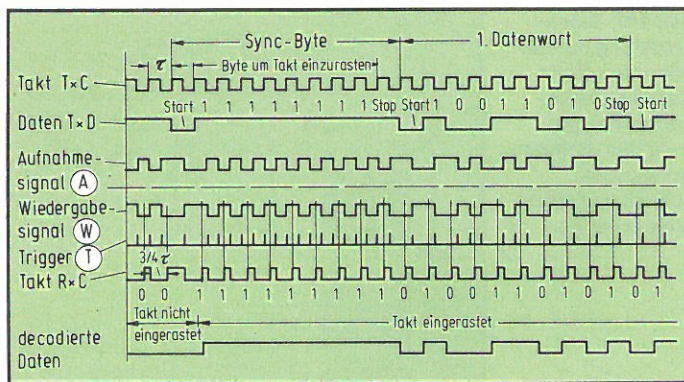 Sync-Byte 1. Datenwort
τ Byte um Takt einzurasten
Takt T×C
Start 1 1 1 1 1 1 1 1 Stop Start 1 0 0 1 1 0 1 0 Stop Start
Daten T×D
Aufnahme-
signal A
Wiedergabe-
signal W
Trigger T
3/4 τ
Takt R×C
0 0 1 1 1 1 1 1 1 1 1 0 1 0 0 1 1 0 1 0 1 0 1
Takt nicht Takt eingerastet
eingerastet
decodierte
Daten